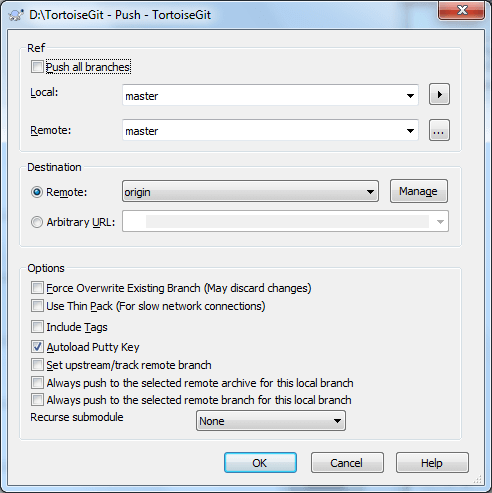 D:\TortoiseGit - Push - TortoiseGit
Ref
Push all branches
Local:
master
Remote:
master
...
Destination
Remote:
origin
Manage
Arbitrary URL:
Options
Force Overwrite Existing Branch (May discard changes)
Use Thin Pack (For slow network connections)
Include Tags
Autoload Putty Key
Set upstream/track remote branch
Always push to the selected remote archive for this local branch
Always push to the selected remote branch for this local branch
Recurse submodule
None
OK
Cancel
Help